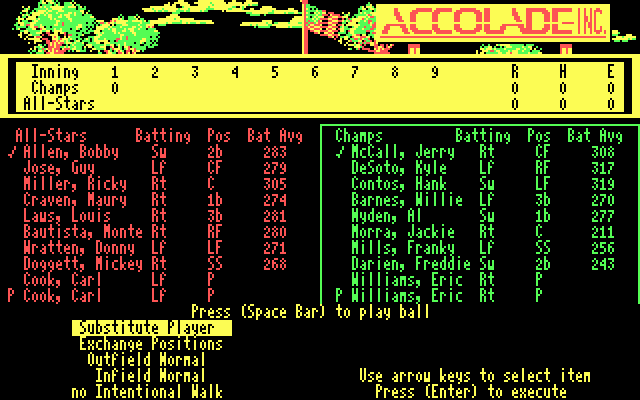 ACCOLADE INC.
Inning 1 2 3 4 5 6 7 8 9 R H E
Champs 0 0 0 0
All-Stars 0 0 0
All-Stars Batting Pos Bat Avg
√ Allen, Bobby Sw 2b 283
Jose, Guy Lf CF 279
Miller, Ricky Rt C 305
Craven, Maury Rt 1b 274
Laws, Louis Rt 3b 281
Bautista, Monte Rt RF 280
Wratten, Donny Lf LF 271
Doggett, Mickey Rt SS 268
Cook, Carl Lf P
P Cook, Carl Lf P
Champs Batting Pos Bat Avg
√ McCall, Jerry Rt CF 308
DeSoto, Kyle Lf RF 317
Contos, Hank Sw LF 319
Barnes, Willie Lf 3b 270
Wyden, Al Sw 1b 277
Morra, Jackie Rt C 211
Mills, Franky Lf SS 256
Darien, Freddie Sw 2b 243
Williams, Eric Rt P
P Williams, Eric Rt P
Press (Space Bar) to play ball
Substitute Player
Exchange Positions
Outfield Normal
Infield Normal
no Intentional Walk
Use arrow keys to select item
Press (Enter) to execute